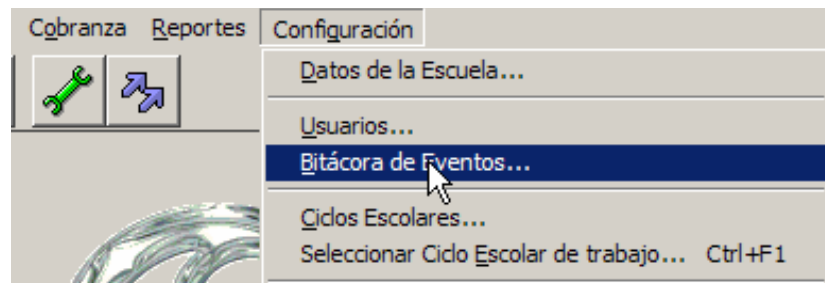 Cobranza Reportes Configuración
Datos de la Escuela...
Usuarios...
Bitácora de Eventos...
Ciclos Escolares...
Seleccionar Ciclo Escolar de trabajo... Ctrl+F1